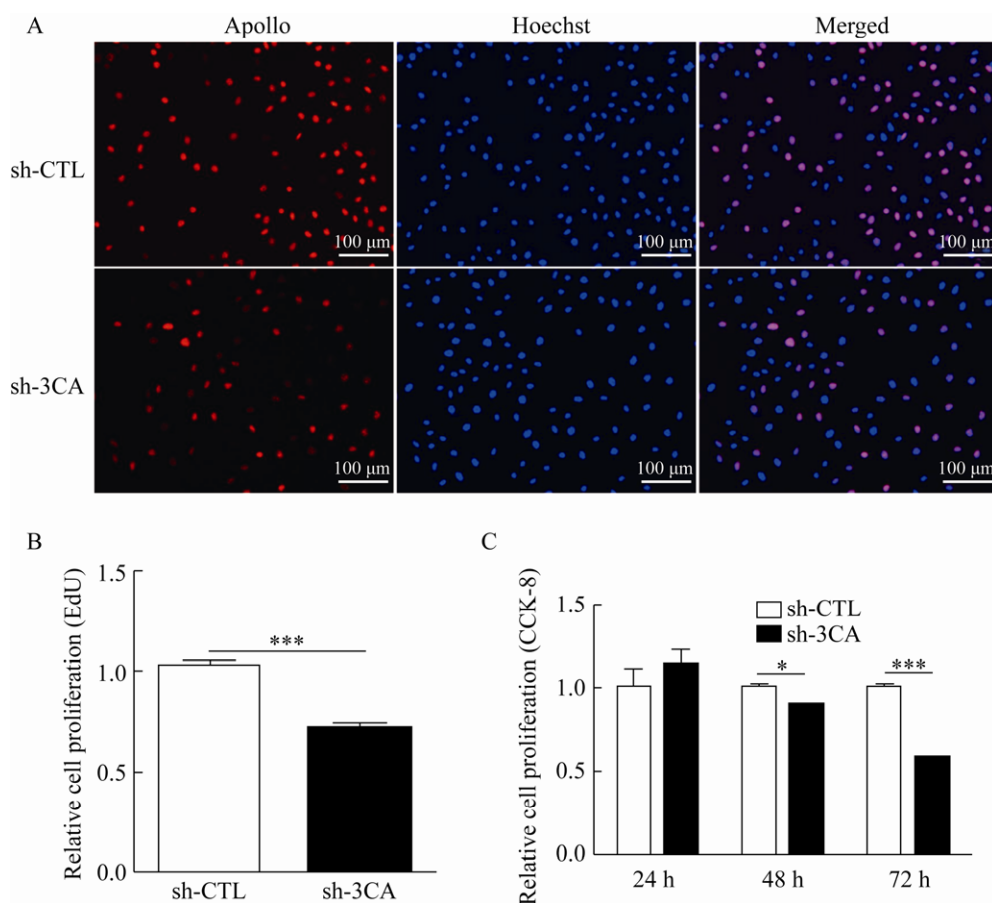 A
Apollo Hoechst Merged
sh-CTL
100 μm 100 μm 100 μm
sh-3CA
100 μm 100 μm 100 μm
B
Relative cell proliferation (EdU)
1.5
1.0
0.5
0.0
***
sh-CTL sh-3CA
C
Relative cell proliferation (CCK-8)
1.5
1.0
0.5
0.0
sh-CTL
sh-3CA
* ***
24 h 48 h 72 h